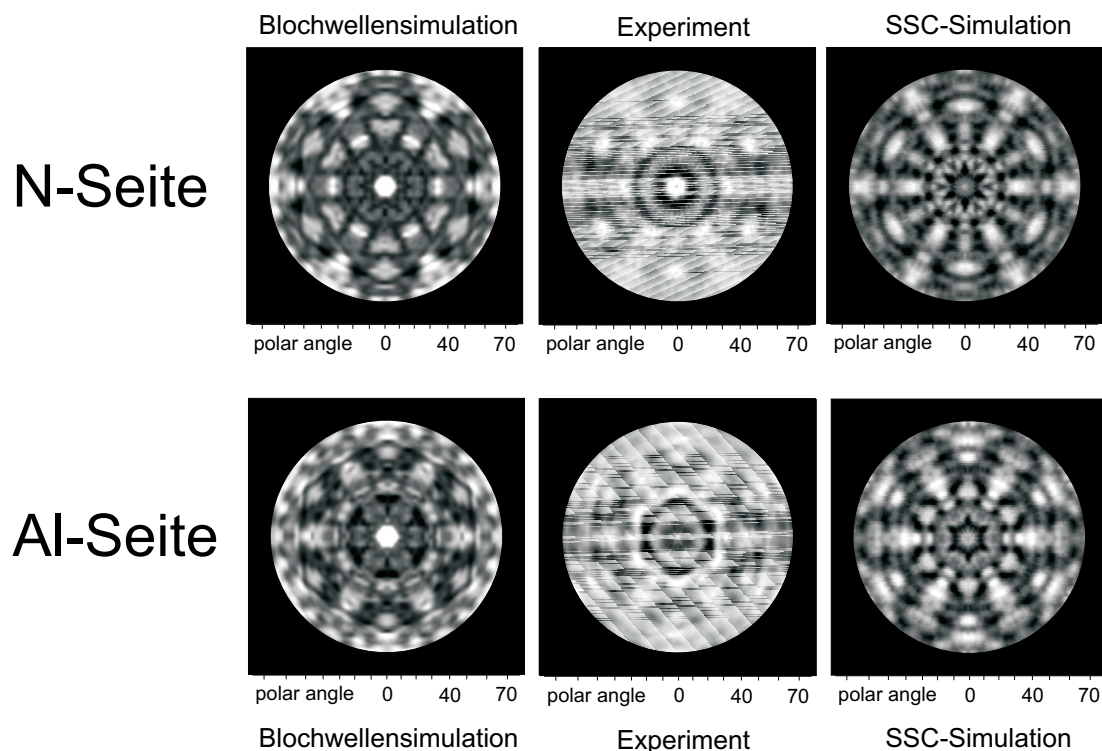 Blochwellensimulation Experiment SSC-Simulation
N-Seite
polar angle 0 40 70 polar angle 0 40 70 polar angle 0 40 70
Al-Seite
polar angle 0 40 70 polar angle 0 40 70 polar angle 0 40 70
Blochwellensimulation Experiment SSC-Simulation